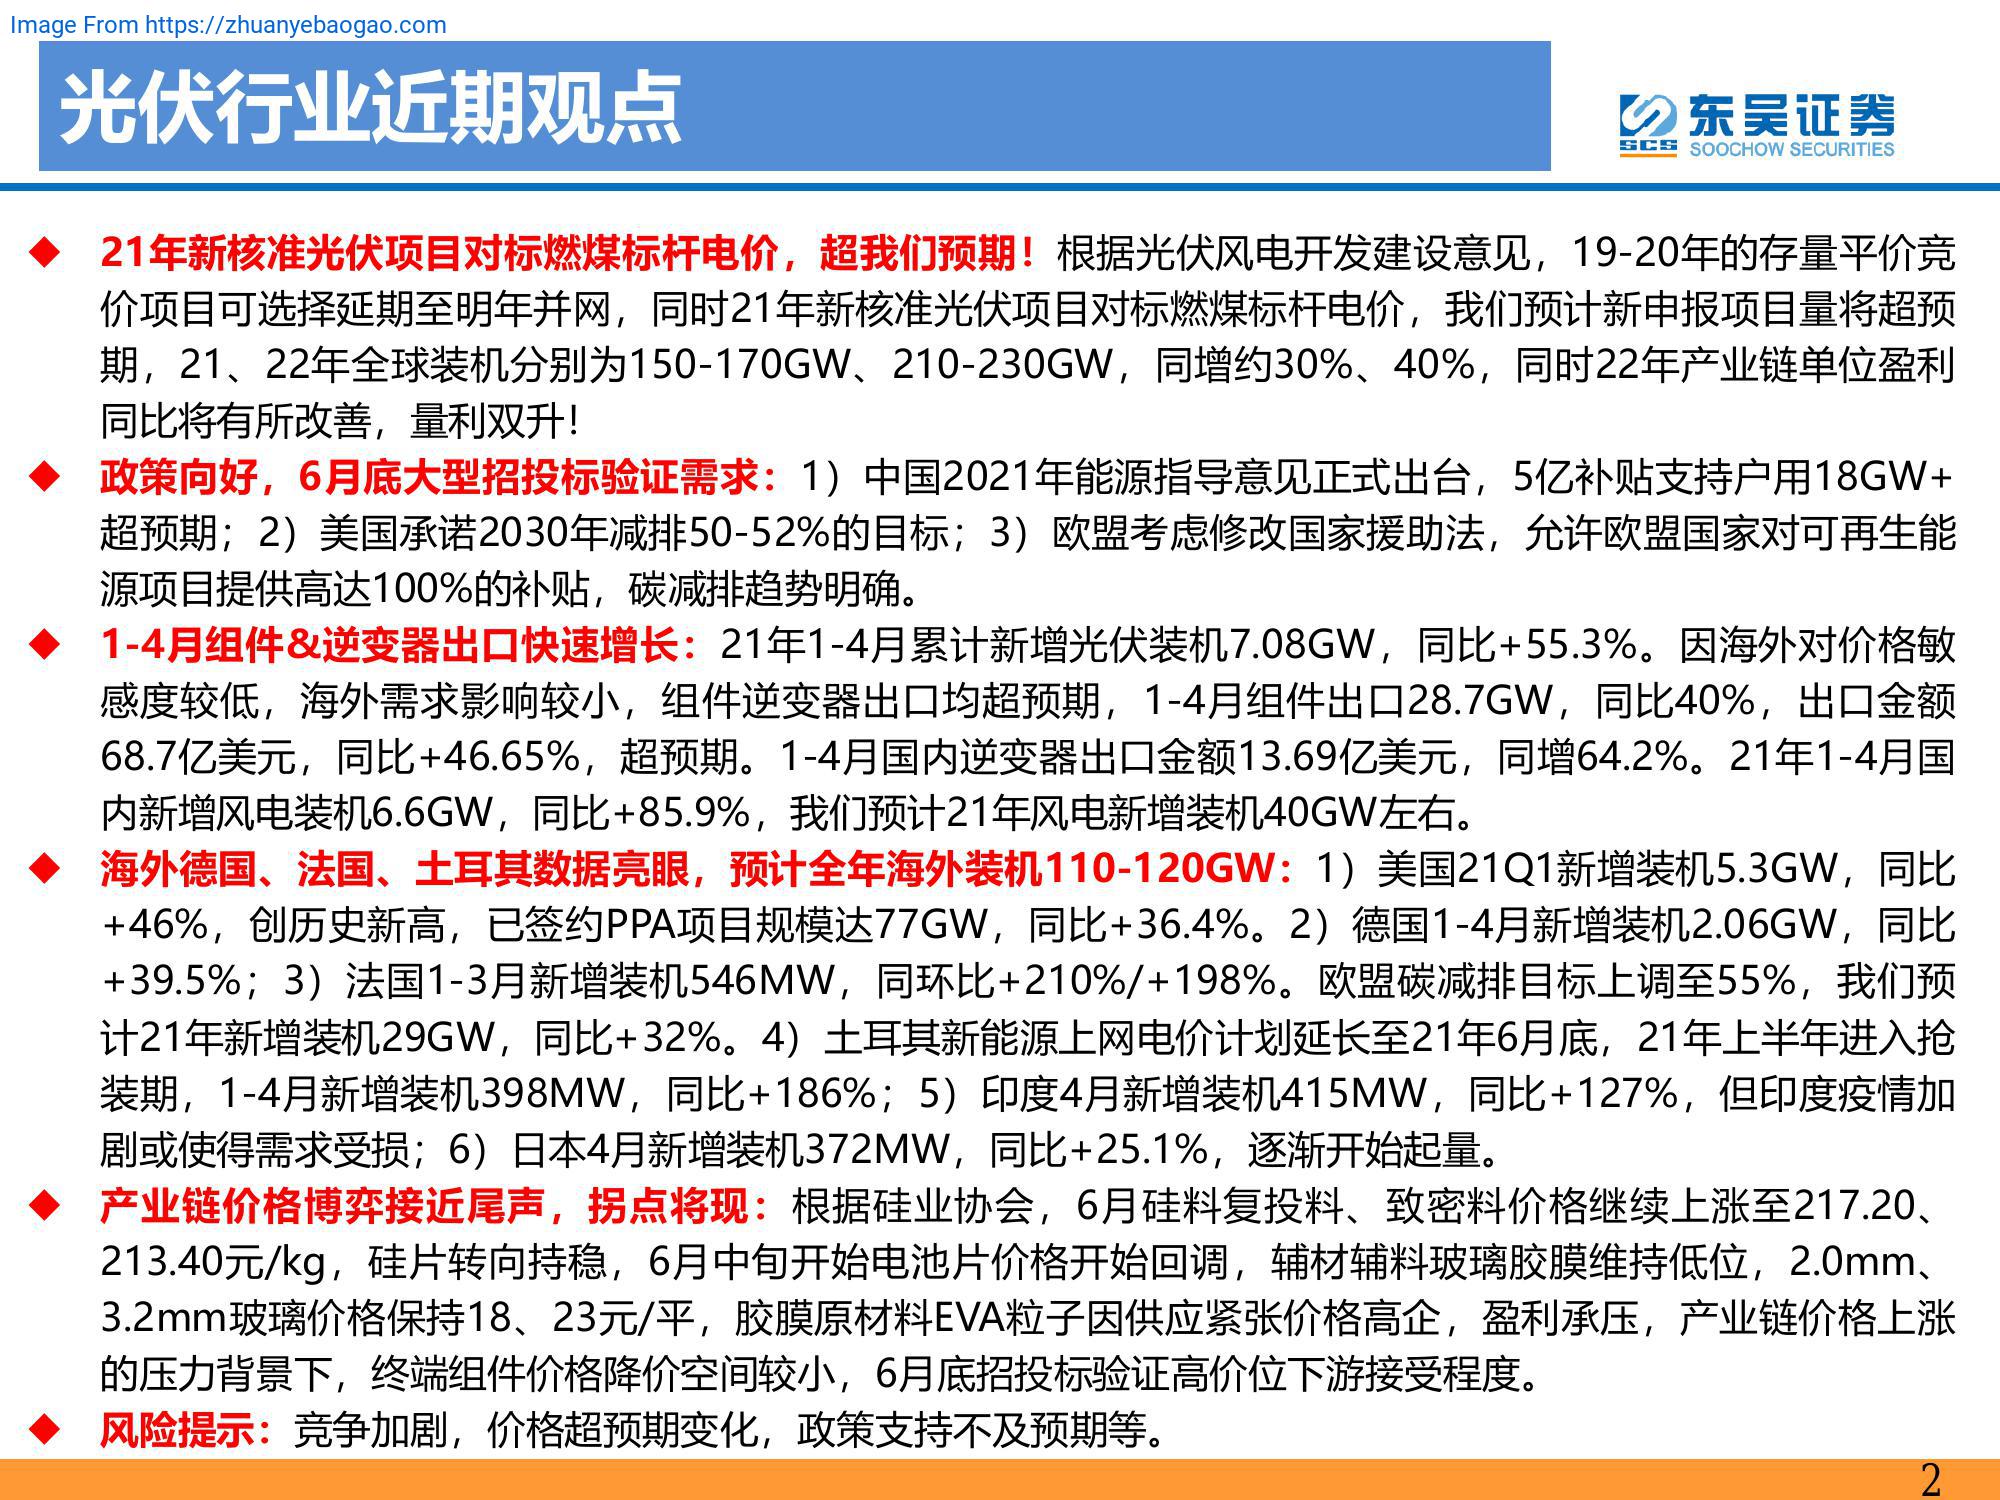 Image From https://zhuanyebaogao.com
光伏行业近期观点
东吴证券
SCS
SOOCHOW SECURITIES
◆ 21年新核准光伏项目对标燃煤标杆电价，超我们预期！根据光伏风电开发建设意见，19-20年的存量平价竞
价项目可选择延期至明年并网，同时21年新核准光伏项目对标燃煤标杆电价，我们预计新申报项目量将超预
期，21、22年全球装机分别为150-170GW、210-230GW，同增约30%、40%，同时22年产业链单位盈利
同比将有所改善，量利双升！
◆ 政策向好，6月底大型招投标验证需求：1）中国2021年能源指导意见正式出台，5亿补贴支持户用18GW+
超预期；2）美国承诺2030年减排50-52%的目标；3）欧盟考虑修改国家援助法，允许欧盟国家对可再生能
源项目提供高达100%的补贴，碳减排趋势明确。
◆ 1-4月组件&逆变器出口快速增长：21年1-4月累计新增光伏装机7.08GW，同比+55.3%。因海外对价格敏
感度较低，海外需求影响较小，组件逆变器出口均超预期，1-4月组件出口28.7GW，同比40%，出口金额
68.7亿美元，同比+46.65%，超预期。1-4月国内逆变器出口金额13.69亿美元，同增64.2%。21年1-4月国
内新增风电装机6.6GW，同比+85.9%，我们预计21年风电新增装机40GW左右。
◆ 海外德国、法国、土耳其数据亮眼，预计全年海外装机110-120GW：1）美国21Q1新增装机5.3GW，同比
+46%，创历史新高，已签约PPA项目规模达77GW，同比+36.4%。2）德国1-4月新增装机2.06GW，同比
+39.5%；3）法国1-3月新增装机546MW，同环比+210%/+198%。欧盟碳减排目标上调至55%，我们预
计21年新增装机29GW，同比+32%。4）土耳其新能源上网电价计划延长至21年6月底，21年上半年进入抢
装期，1-4月新增装机398MW，同比+186%；5）印度4月新增装机415MW，同比+127%，但印度疫情加
剧或使得需求受损；6）日本4月新增装机372MW，同比+25.1%，逐渐开始起量。
◆ 产业链价格博弈接近尾声，拐点将现：根据硅业协会，6月硅料复投料、致密料价格继续上涨至217.20、
213.40元/kg，硅片转向持稳，6月中旬开始电池片价格开始回调，辅材辅料玻璃胶膜维持低位，2.0mm、
3.2mm玻璃价格保持18、23元/平，胶膜原材料EVA粒子因供应紧张价格高企，盈利承压，产业链价格上涨
的压力背景下，终端组件价格降价空间较小，6月底招投标验证高价位下游接受程度。
◆ 风险提示：竞争加剧，价格超预期变化，政策支持不及预期等。
2